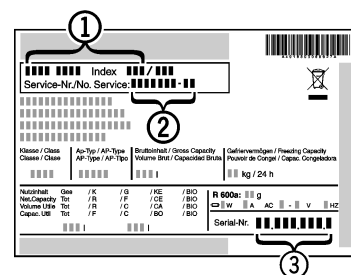 1
Index /
Service-Nr./No. Service: -
2
Klasse / Class Ap-Typ / AP-Type Bruttoinhalt / Gross Capacity Gefriervermögen / Freezing Capacity
Classe / Clase AP-Type / AP-Tipo Volume Brut / Capacidad Bruta Pouvoir de Congel / Capac. Congeladora
l kg / 24 h
Nutzinhalt Ges / K / G / KE / BIO
Net.Capacity Tot / R / F / CE / BIO
Volume Utile Tot / R / C / CA / BIO
Capac. Util Tot / F / C / BO / BIO
l l
R 600a: g
W A AC - V HZ
Serial-Nr. . . .
3